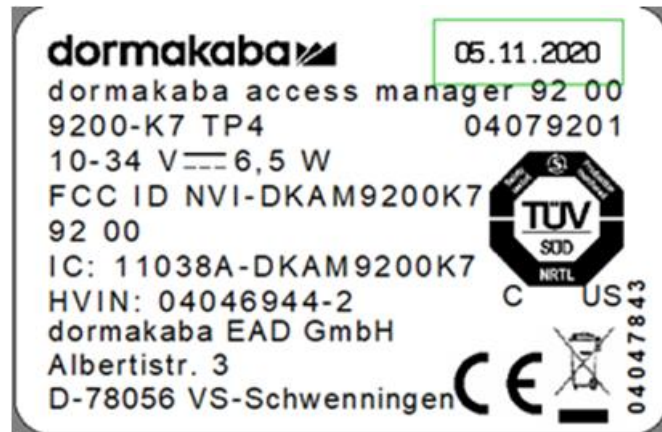 dormakaba
05.11.2020
dormakaba access manager 92 00
9200-K7 TP4 04079201
10-34 V⎓6,5 W
FCC ID NVI-DKAM9200K7
92 00
IC: 11038A-DKAM9200K7
HVIN: 04046944-2
dormakaba EAD GmbH
Albertistr. 3
D-78056 VS-Schwenningen
TÜV
SÜD
NRTL
C US
CE
04047843